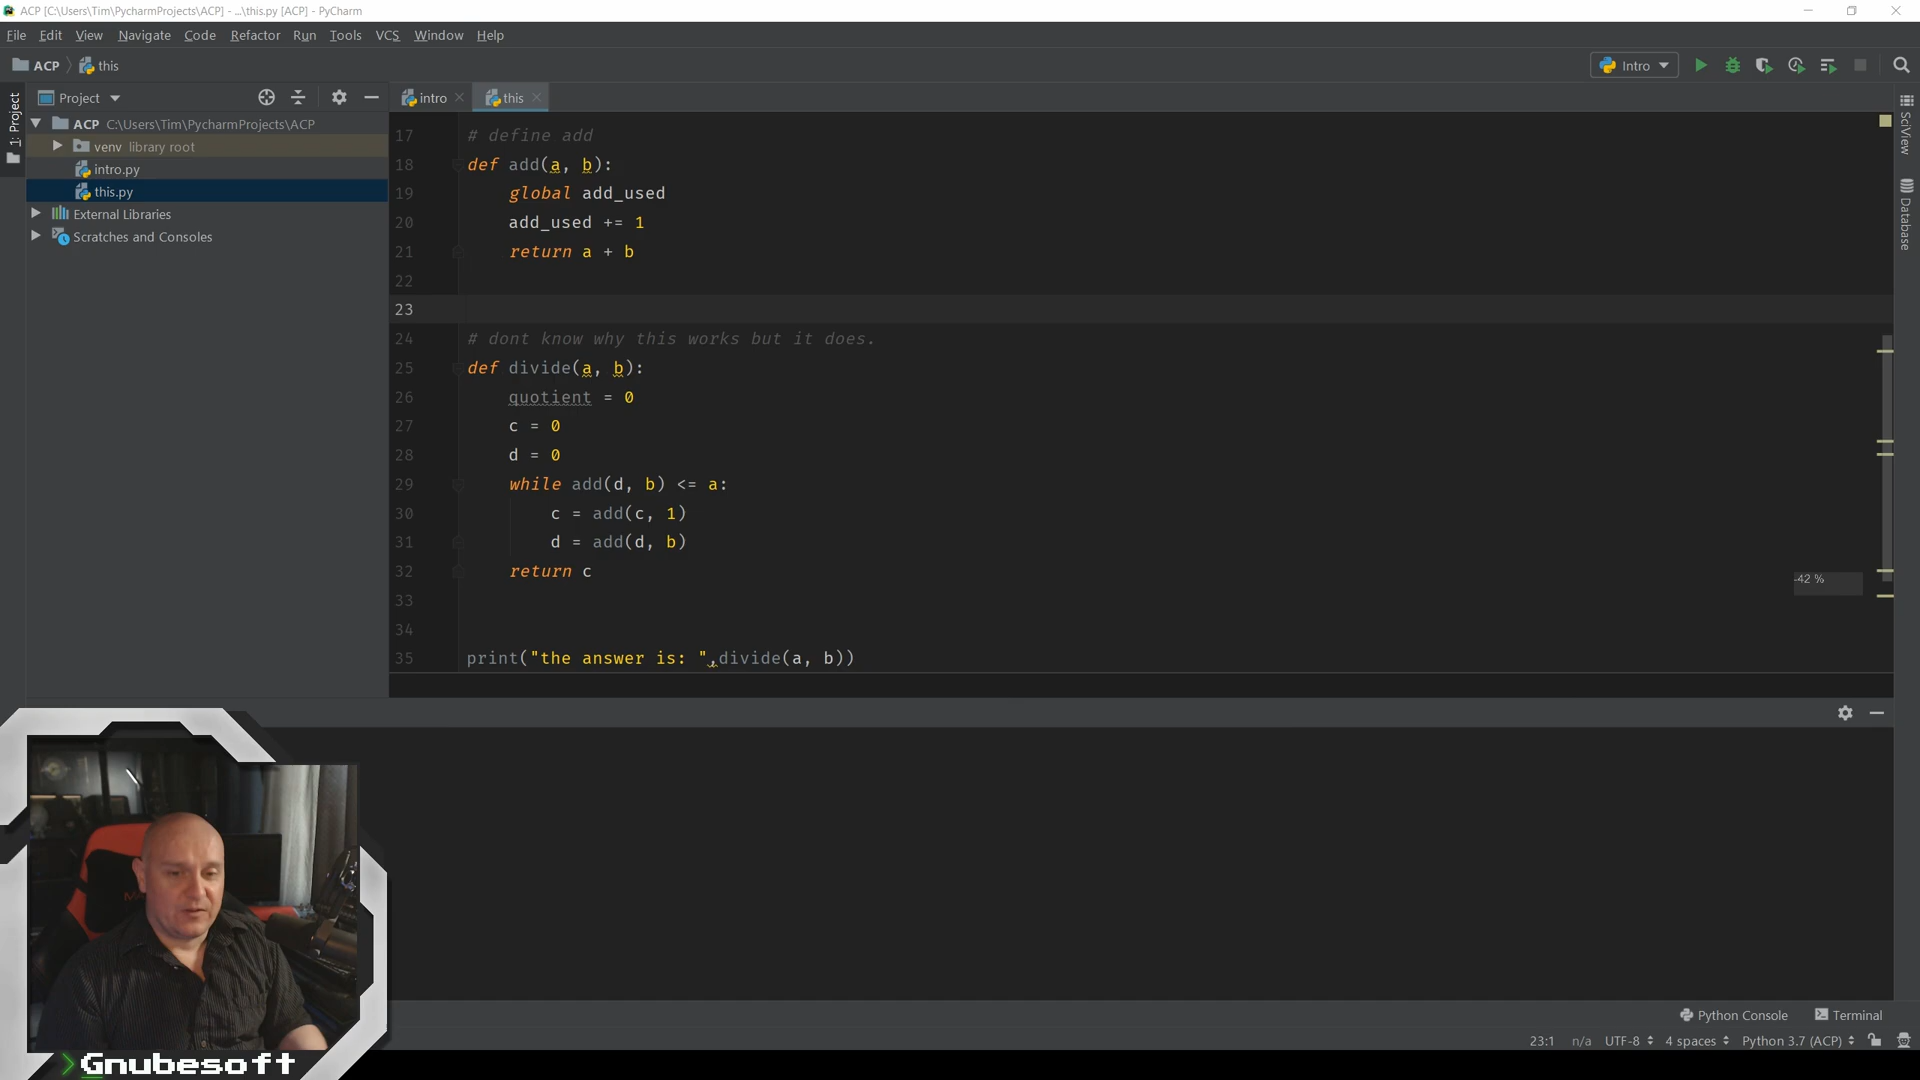 ACP [C:\Users\Tim\PycharmProjects\ACP] - ...\this.py [ACP] - PyCharm
File Edit View Navigate Code Refactor Run Tools VCS Window Help
ACP this
Intro
Project
intro
this
1: Project
ACP C:\Users\Tim\PycharmProjects\ACP
venv library root
intro.py
this.py
External Libraries
Scratches and Consoles
17 # define add
18 def add(a, b):
19 global add_used
20 add_used += 1
21 return a + b
22
23
24 # dont know why this works but it does.
25 def divide(a, b):
26 quotient = 0
27 c = 0
28 d = 0
29 while add(d, b) <= a:
30 c = add(c, 1)
31 d = add(d, b)
32 return c
33
34
35 print("the answer is: ",divide(a, b))
-42 %
SciView
Database
Python Console
Terminal
23:1 n/a UTF-8 4 spaces Python 3.7 (ACP)
>Gnubesoft